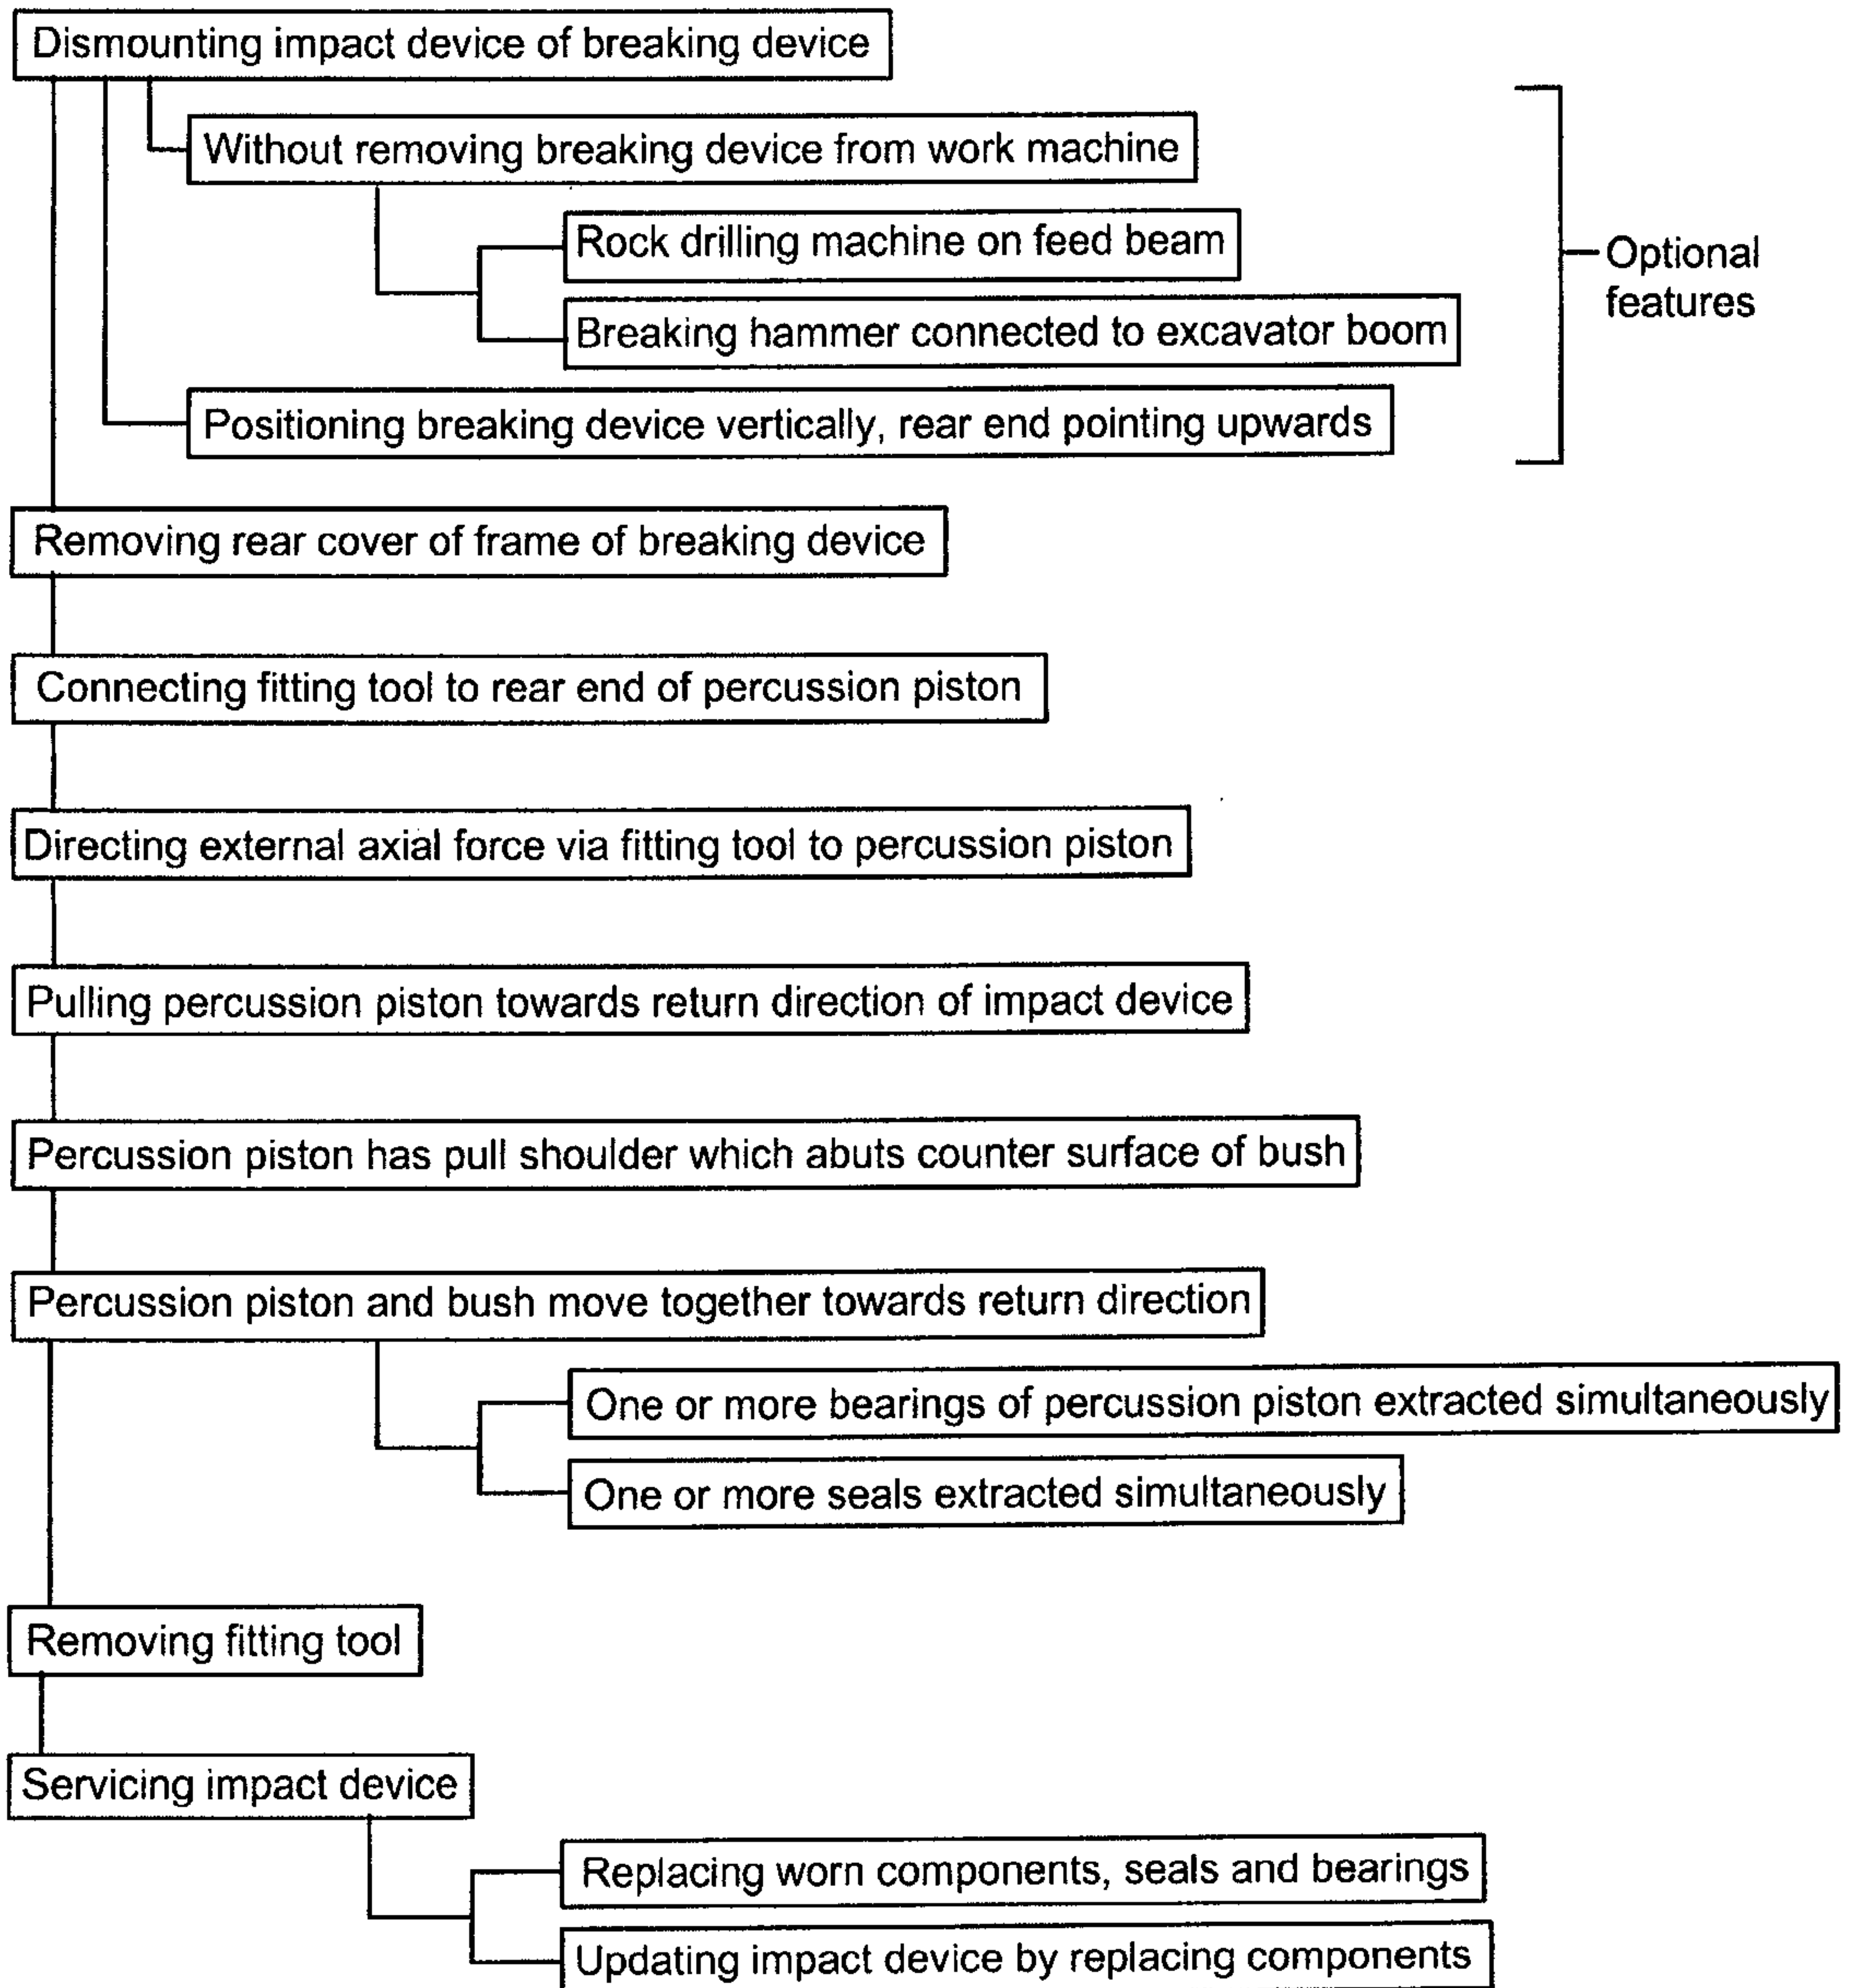 Dismounting impact device of breaking device
Without removing breaking device from work machine
Rock drilling machine on feed beam
Breaking hammer connected to excavator boom
Optional
features
Positioning breaking device vertically, rear end pointing upwards
Removing rear cover of frame of breaking device
Connecting fitting tool to rear end of percussion piston
Directing external axial force via fitting tool to percussion piston
Pulling percussion piston towards return direction of impact device
Percussion piston has pull shoulder which abuts counter surface of bush
Percussion piston and bush move together towards return direction
One or more bearings of percussion piston extracted simultaneously
One or more seals extracted simultaneously
Removing fitting tool
Servicing impact device
Replacing worn components, seals and bearings
Updating impact device by replacing components